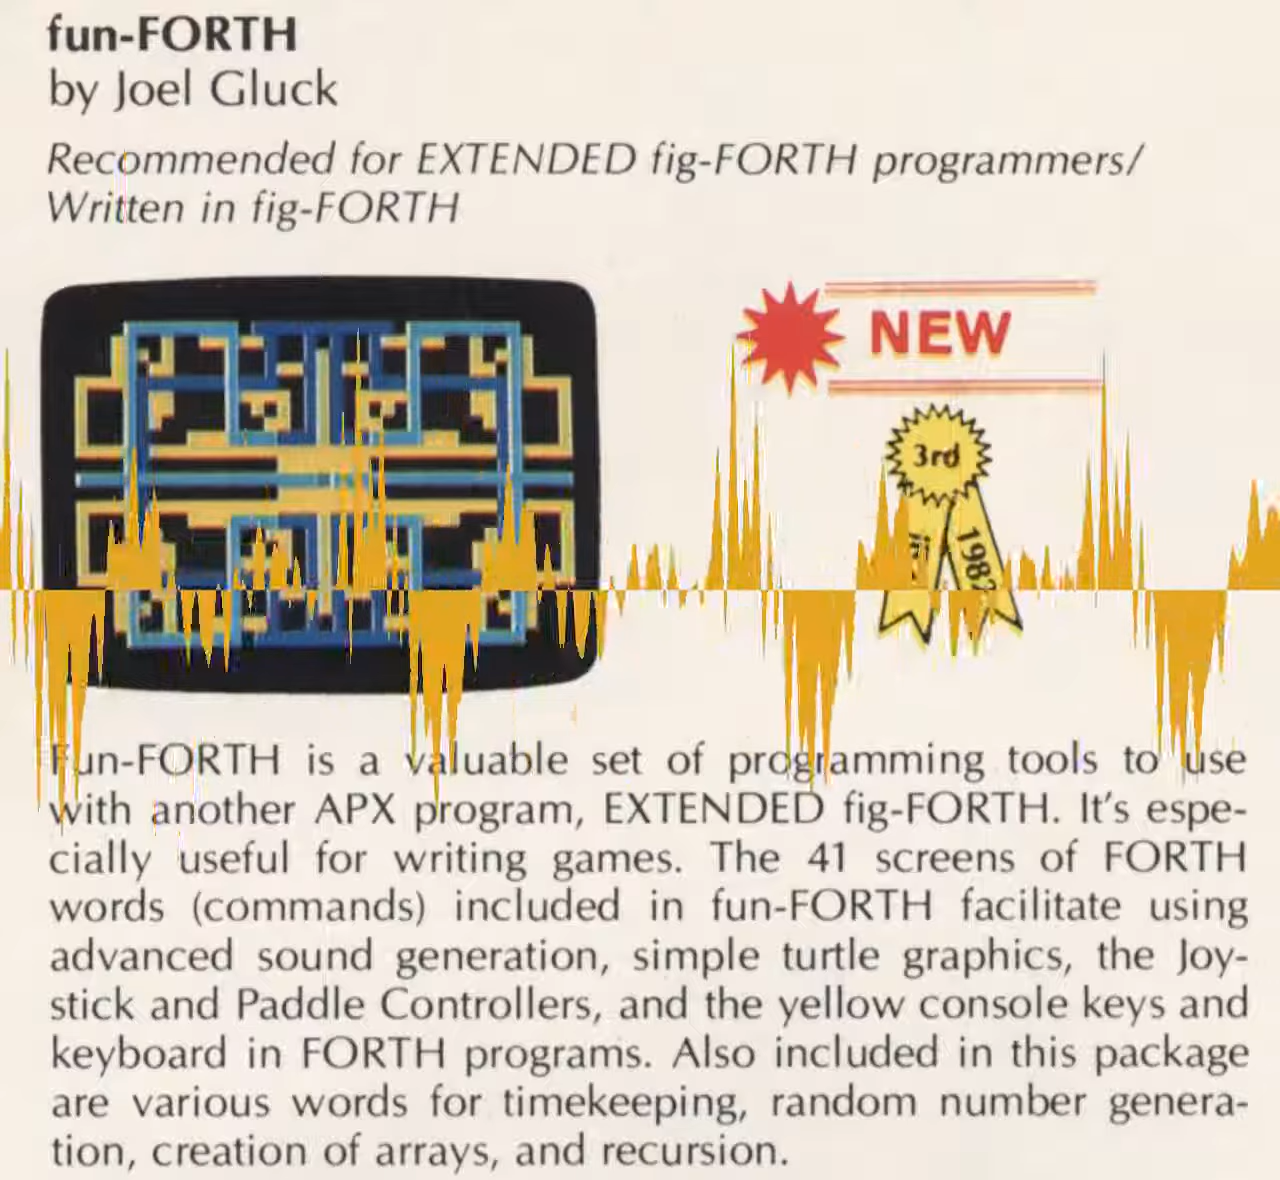 fun-FORTH
by Joel Gluck
Recommended for EXTENDED fig-FORTH programmers/
Written in fig-FORTH
NEW
3rd
Fun-FORTH is a valuable set of programming tools to use
with another APX program, EXTENDED fig-FORTH. It's espe-
cially useful for writing games. The 41 screens of FORTH
words (commands) included in fun-FORTH facilitate using
advanced sound generation, simple turtle graphics, the Joy-
stick and Paddle Controllers, and the yellow console keys and
keyboard in FORTH programs. Also included in this package
are various words for timekeeping, random number genera-
tion, creation of arrays, and recursion.